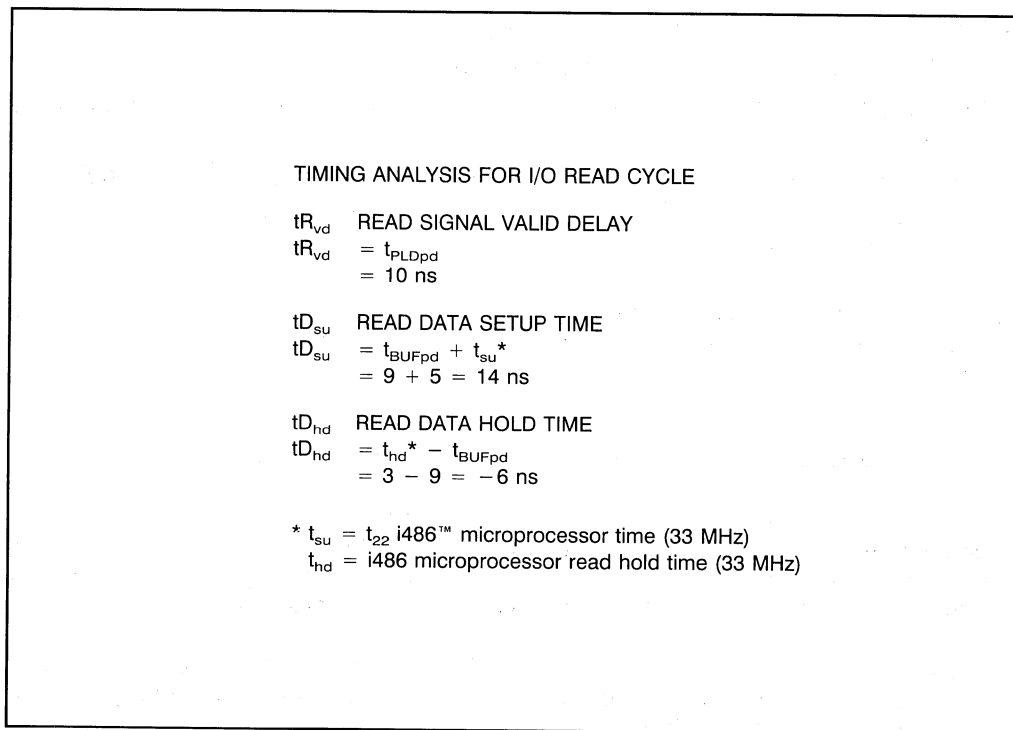 TIMING ANALYSIS FOR I/O READ CYCLE
tRvd READ SIGNAL VALID DELAY
tRvd = tPLDpd
= 10 ns
tDsu READ DATA SETUP TIME
tDsu = tBUFpd + tsu*
= 9 + 5 = 14 ns
tDhd READ DATA HOLD TIME
tDhd = thd* − tBUFpd
= 3 − 9 = −6 ns
* tsu = t22 i486™ microprocessor time (33 MHz)
thd = i486 microprocessor read hold time (33 MHz)